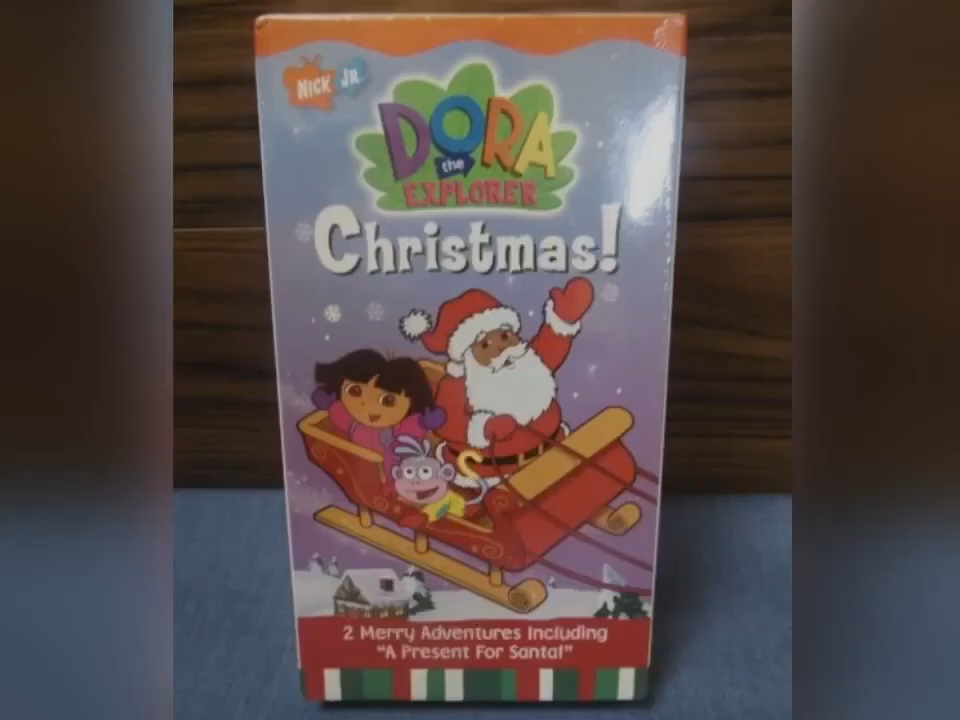 NICK JR.
DORA
the
EXPLORER
Christmas!
2 Merry Adventures Including
"A Present For Santa!"